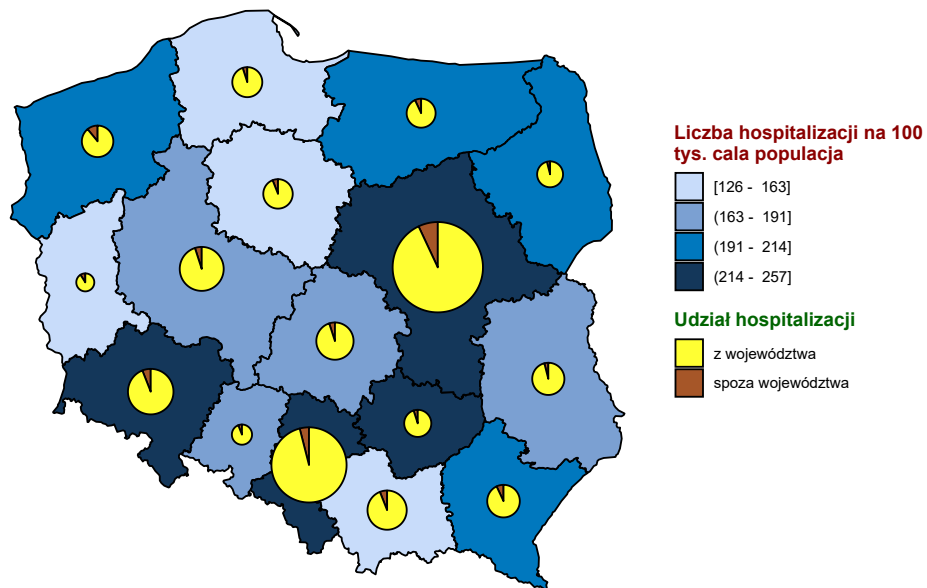 Liczba hospitalizacji na 100
tys. cala populacja
[126 - 163]
(163 - 191]
(191 - 214]
(214 - 257]
Udział hospitalizacji
z województwa
spoza województwa